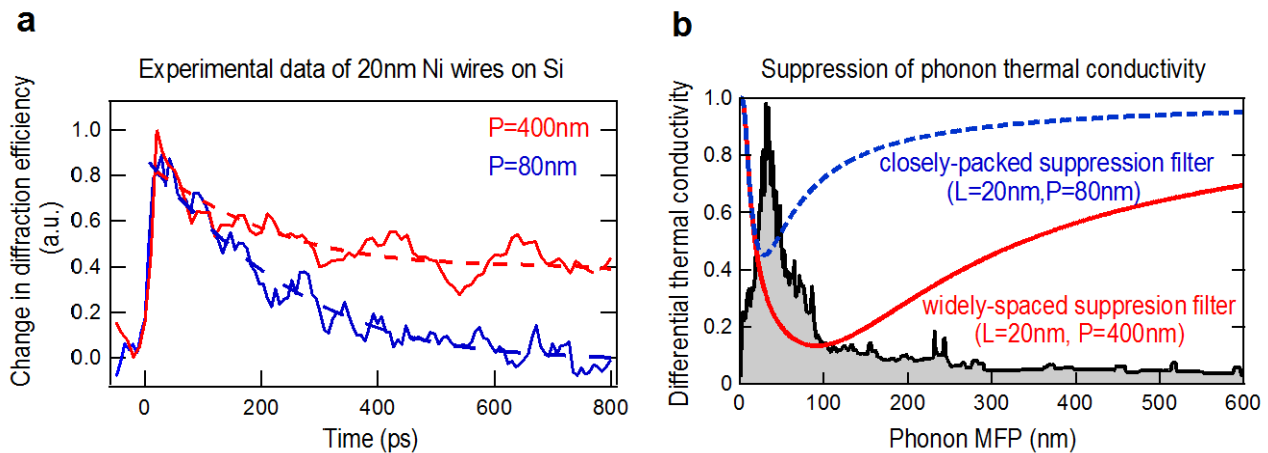 a
Experimental data of 20nm Ni wires on Si
Change in diffraction efficiency
(a.u.)
1.0
0.8
0.6
0.4
0.2
0.0
P=400nm
P=80nm
0
200
400
600
800
Time (ps)
b
Suppression of phonon thermal conductivity
Differential thermal conductivity
1.0
0.8
0.6
0.4
0.2
0
closely-packed suppression filter
(L=20nm,P=80nm)
widely-spaced suppresion filter
(L=20nm, P=400nm)
0
100
200
300
400
500
600
Phonon MFP (nm)